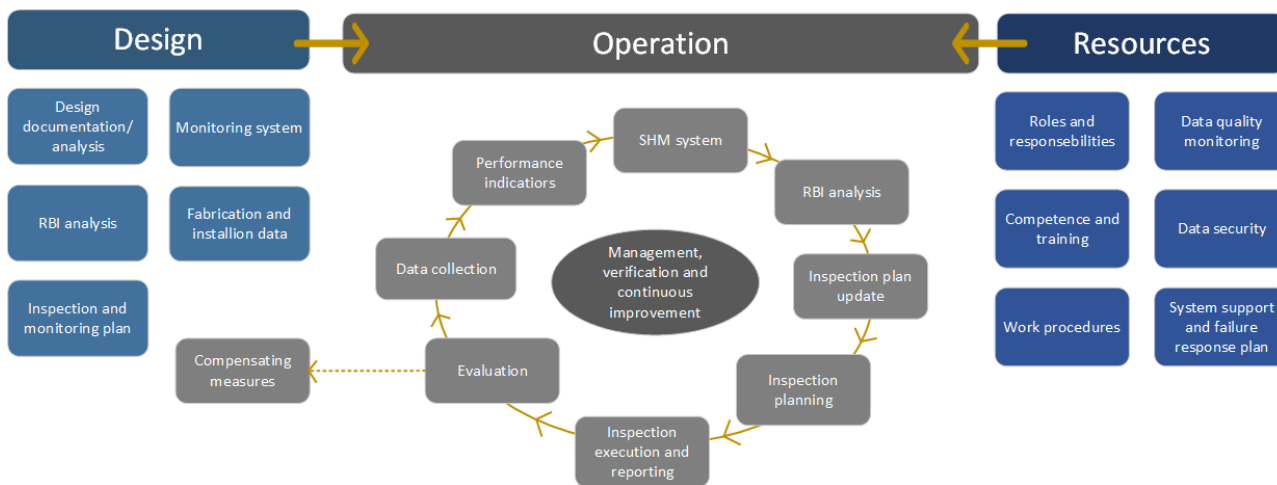 Design
Operation
Resources
Design
documentation/
analysis
Monitoring system
RBI analysis
Fabrication and
installion data
Inspection and
monitoring plan
SHM system
Performance
indicatiors
RBI analysis
Data collection
Management,
verification and
continuous
improvement
Inspection plan
update
Compensating
measures
Evaluation
Inspection
planning
Inspection
execution and
reporting
Roles and
responsebilities
Data quality
monitoring
Competence and
training
Data security
Work procedures
System support
and failure
response plan